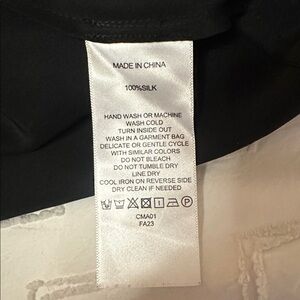 MADE IN CHINA
100%SILK
HAND WASH OR MACHINE
WASH COLD
TURN INSIDE OUT
WASH IN A GARMENT BAG
DELICATE OR GENTLE CYCLE
WITH SIMILAR COLORS
DO NOT BLEACH
DO NOT TUMBLE DRY
LINE DRY
COOL IRON ON REVERSE SIDE
DRY CLEAN IF NEEDED
CMA01
FA23